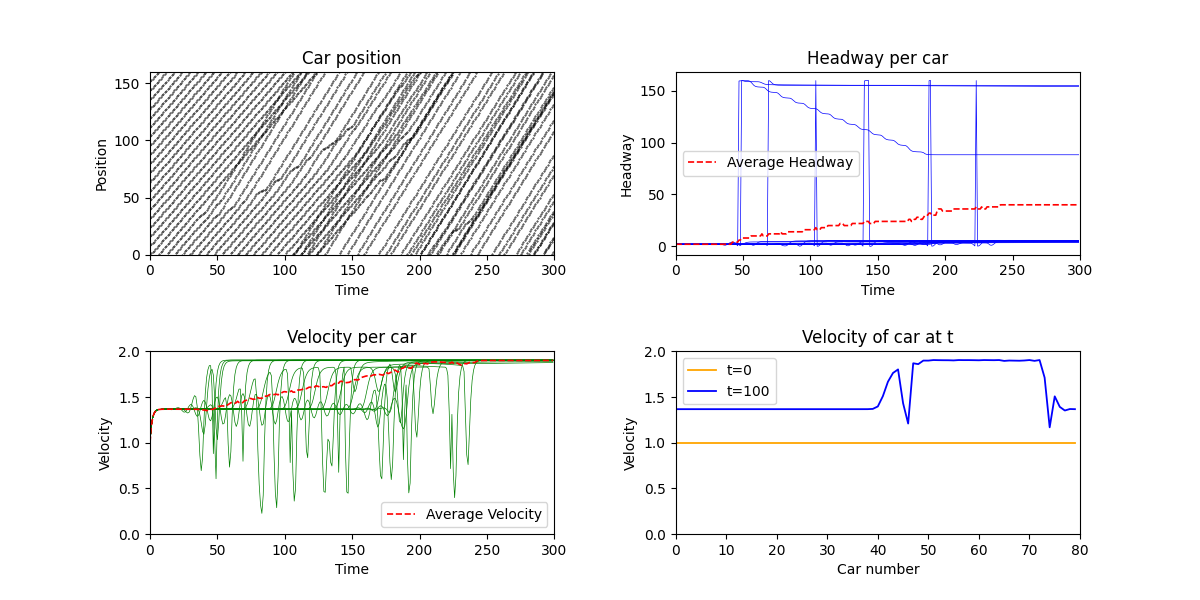 Car position
Position
150
100
50
0
0 50 100 150 200 250 300
Time
Headway per car
Headway
150
100
50
0
Average Headway
0 50 100 150 200 250 300
Time
Velocity per car
Velocity
2.0
1.5
1.0
0.5
0.0
Average Velocity
0 50 100 150 200 250 300
Time
Velocity of car at t
Velocity
2.0
1.5
1.0
0.5
0.0
t=0
t=100
0 10 20 30 40 50 60 70 80
Car number